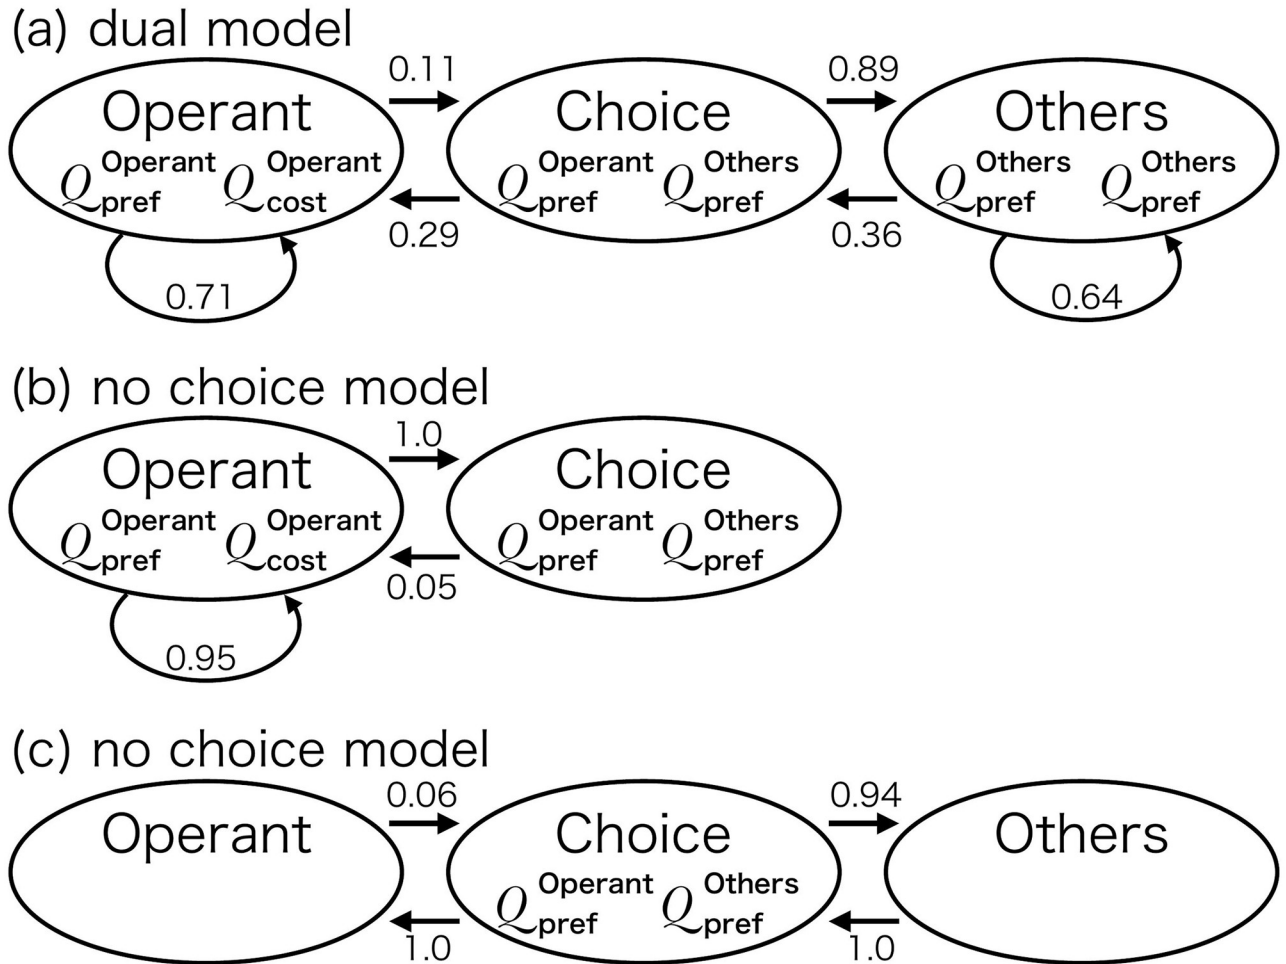 (a) dual model
0.11
0.89
Operant
Choice
Others
Q pref Operant Q cost Operant
Q pref Operant Q pref Others
Q pref Others Q pref Others
0.29
0.36
0.71
0.64
(b) no choice model
1.0
Operant
Choice
Q pref Operant Q cost Operant
Q pref Operant Q pref Others
0.05
0.95
(c) no choice model
0.06
0.94
Operant
Choice
Others
Q pref Operant Q pref Others
1.0
1.0